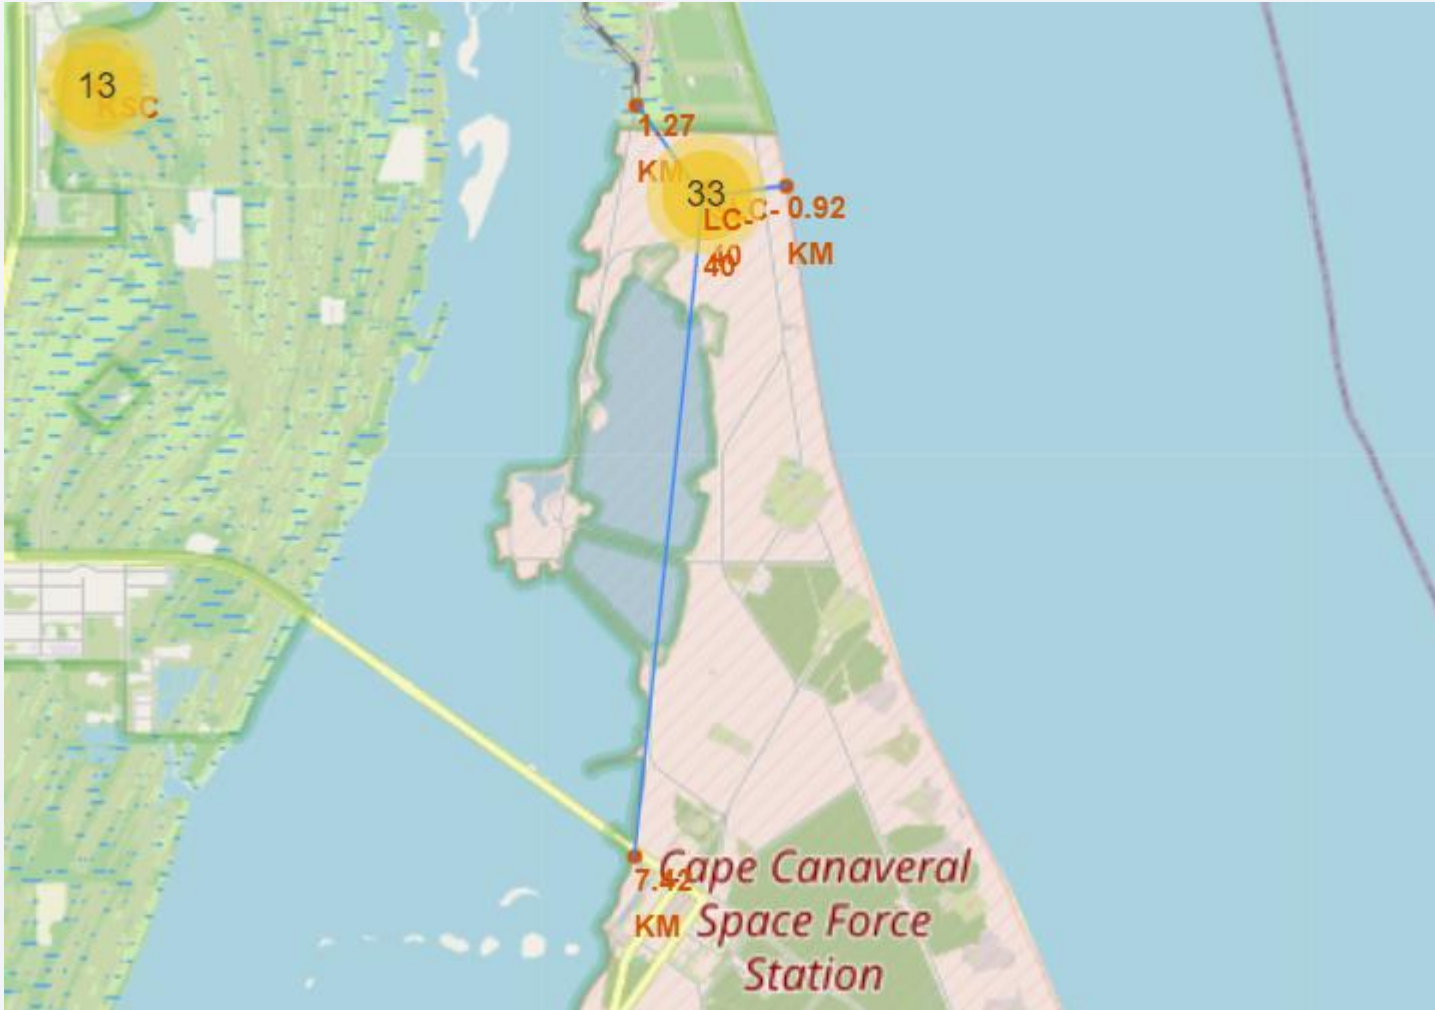 13
KSC
1.27
KM
33
LC-
40
LC-
40
0.92
KM
7.42
KM
Cape Canaveral
Space Force
Station